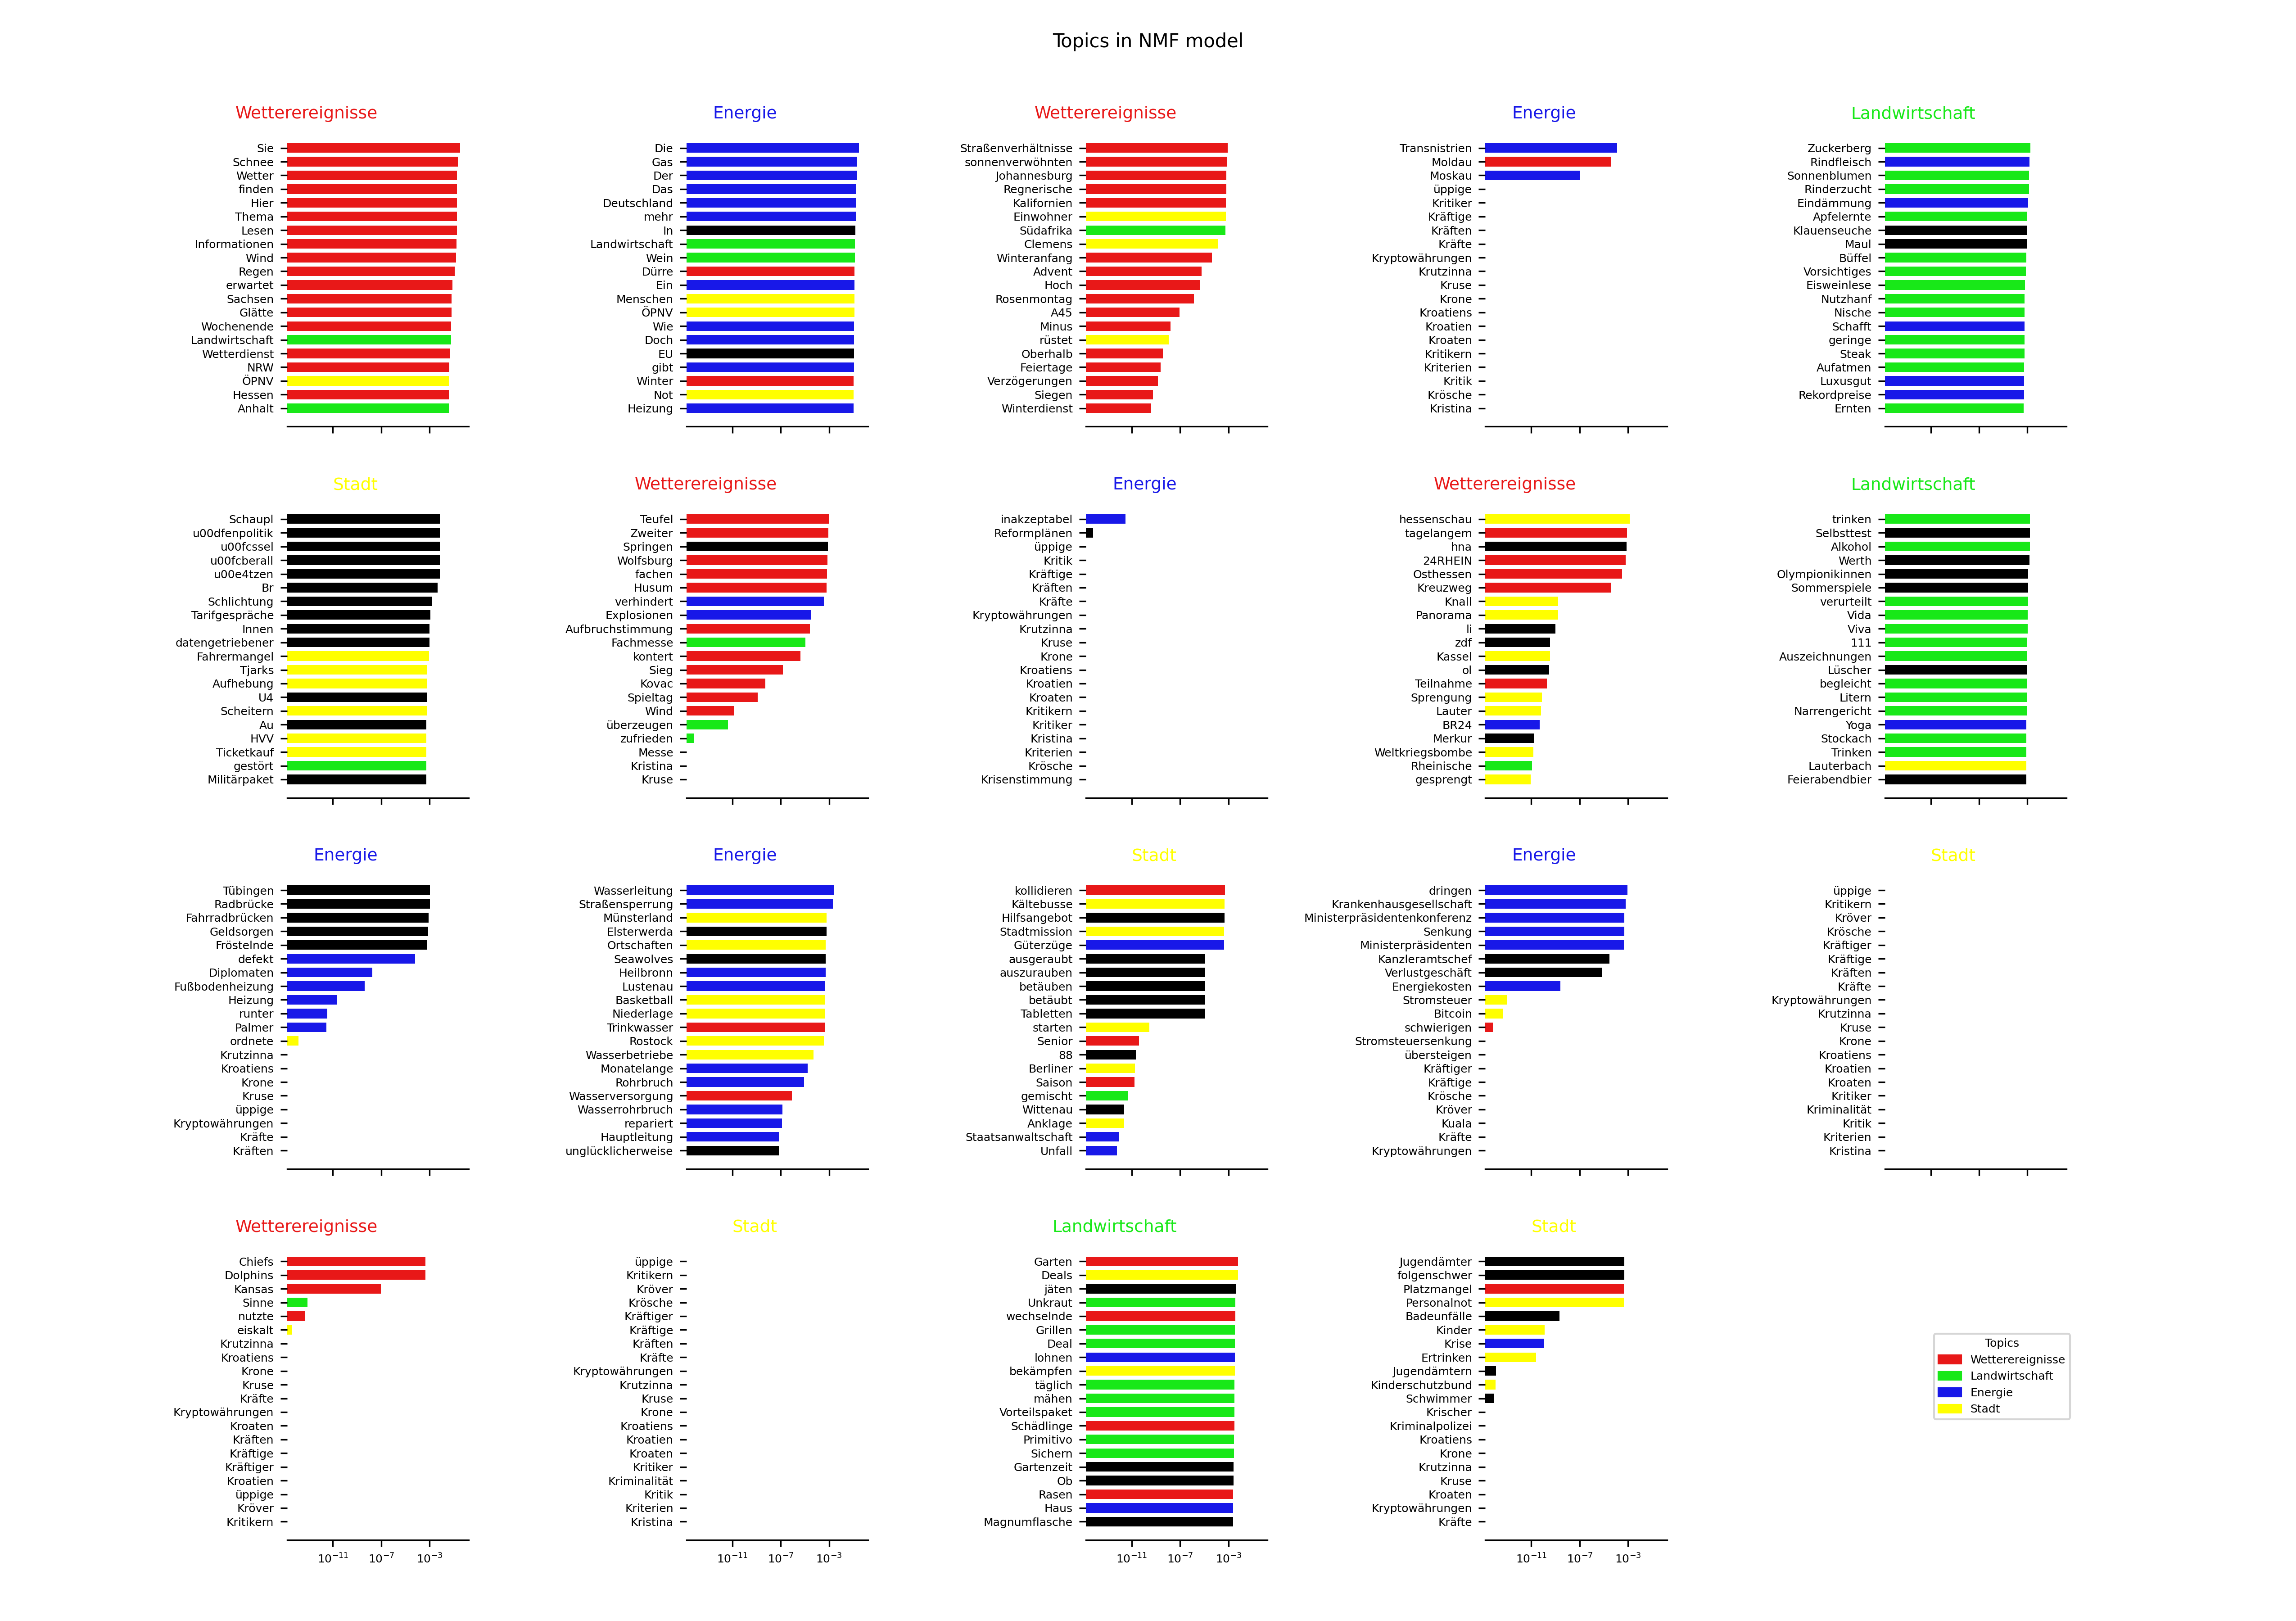 Topics in NMF model
Wetterereignisse
Sie
Schnee
Wetter
finden
Hier
Thema
Lesen
Informationen
Wind
Regen
erwartet
Sachsen
Glätte
Wochenende
Landwirtschaft
Wetterdienst
NRW
ÖPNV
Hessen
Anhalt
Energie
Die
Gas
Der
Das
Deutschland
mehr
In
Landwirtschaft
Wein
Dürre
Ein
Menschen
ÖPNV
Wie
Doch
EU
gibt
Winter
Not
Heizung
Wetterereignisse
Straßenverhältnisse
sonnenverwöhnten
Johannesburg
Regnerische
Kalifornien
Einwohner
Südafrika
Clemens
Winteranfang
Advent
Hoch
Rosenmontag
A45
Minus
rüstet
Oberhalb
Feiertage
Verzögerungen
Siegen
Winterdienst
Energie
Transnistrien
Moldau
Moskau
üppige
Kritiker
Kräftige
Kräften
Kräfte
Kryptowährungen
Krutzinna
Kruse
Krone
Kroatiens
Kroatien
Kroaten
Kritikern
Kriterien
Kritik
Krösche
Kristina
Landwirtschaft
Zuckerberg
Rindfleisch
Sonnenblumen
Rinderzucht
Eindämmung
Apfelernte
Klauenseuche
Maul
Büffel
Vorsichtiges
Eisweinlese
Nutzhanf
Nische
Schafft
geringe
Steak
Aufatmen
Luxusgut
Rekordpreise
Ernten
Stadt
Schaupl
u00dfenpolitik
u00fcssel
u00fcberall
u00e4tzen
Br
Schlichtung
Tarifgespräche
Innen
datengetriebener
Fahrermangel
Tjarks
Aufhebung
U4
Scheitern
Au
HVV
Ticketkauf
gestört
Militärpaket
Wetterereignisse
Teufel
Zweiter
Springen
Wolfsburg
fachen
Husum
verhindert
Explosionen
Aufbruchstimmung
Fachmesse
kontert
Sieg
Kovac
Spieltag
Wind
überzeugen
zufrieden
Messe
Kristina
Kruse
Energie
inakzeptabel
Reformplänen
üppige
Kritik
Kräftige
Kräften
Kräfte
Kryptowährungen
Krutzinna
Kruse
Krone
Kroatiens
Kroatien
Kroaten
Kritikern
Kritiker
Kristina
Kriterien
Krösche
Krisenstimmung
Wetterereignisse
hessenschau
tagelangem
hna
24RHEIN
Osthessen
Kreuzweg
Knall
Panorama
li
zdf
Kassel
ol
Teilnahme
Sprengung
Lauter
BR24
Merkur
Weltkriegsbombe
Rheinische
gesprengt
Landwirtschaft
trinken
Selbsttest
Alkohol
Werth
Olympionikinnen
Sommerspiele
verurteilt
Vida
Viva
111
Auszeichnungen
Lüscher
begleicht
Litern
Narrengericht
Yoga
Stockach
Trinken
Lauterbach
Feierabendbier
Energie
Tübingen
Radbrücke
Fahrradbrücken
Geldsorgen
Fröstelnde
defekt
Diplomaten
Fußbodenheizung
Heizung
runter
Palmer
ordnete
Krutzinna
Kroatiens
Krone
Kruse
üppige
Kryptowährungen
Kräfte
Kräften
Energie
Wasserleitung
Straßensperrung
Münsterland
Elsterwerda
Ortschaften
Seawolves
Heilbronn
Lustenau
Basketball
Niederlage
Trinkwasser
Rostock
Wasserbetriebe
Monatelange
Rohrbruch
Wasserversorgung
Wasserrohrbruch
repariert
Hauptleitung
unglücklicherweise
Stadt
kollidieren
Kältebusse
Hilfsangebot
Stadtmission
Güterzüge
ausgeraubt
auszurauben
betäuben
betäubt
Tabletten
starten
Senior
88
Berliner
Saison
gemischt
Wittenau
Anklage
Staatsanwaltschaft
Unfall
Energie
dringen
Krankenhausgesellschaft
Ministerpräsidentenkonferenz
Senkung
Ministerpräsidenten
Kanzleramtschef
Verlustgeschäft
Energiekosten
Stromsteuer
Bitcoin
schwierigen
Stromsteuersenkung
übersteigen
Kräftiger
Kräftige
Krösche
Kröver
Kuala
Kräfte
Kryptowährungen
Stadt
üppige
Kritikern
Kröver
Krösche
Kräftiger
Kräftige
Kräften
Kräfte
Kryptowährungen
Krutzinna
Kruse
Krone
Kroatiens
Kroatien
Kroaten
Kritiker
Kriminalität
Kritik
Kriterien
Kristina
Wetterereignisse
Chiefs
Dolphins
Kansas
Sinne
nutzte
eiskalt
Krutzinna
Kroatiens
Krone
Kruse
Kräfte
Kryptowährungen
Kroaten
Kräften
Kräftige
Kräftiger
Kroatien
üppige
Kröver
Kritikern
10⁻¹¹ 10⁻⁷ 10⁻³
Stadt
üppige
Kritikern
Kröver
Krösche
Kräftiger
Kräftige
Kräften
Kräfte
Kryptowährungen
Krutzinna
Kruse
Krone
Kroatiens
Kroatien
Kroaten
Kritiker
Kriminalität
Kritik
Kriterien
Kristina
10⁻¹¹ 10⁻⁷ 10⁻³
Landwirtschaft
Garten
Deals
jäten
Unkraut
wechselnde
Grillen
Deal
lohnen
bekämpfen
täglich
mähen
Vorteilspaket
Schädlinge
Primitivo
Sichern
Gartenzeit
Ob
Rasen
Haus
Magnumflasche
10⁻¹¹ 10⁻⁷ 10⁻³
Stadt
Jugendämter
folgenschwer
Platzmangel
Personalnot
Badeunfälle
Kinder
Krise
Ertrinken
Jugendämtern
Kinderschutzbund
Schwimmer
Krischer
Kriminalpolizei
Kroatiens
Krone
Krutzinna
Kruse
Kroaten
Kryptowährungen
Kräfte
10⁻¹¹ 10⁻⁷ 10⁻³
Topics
Wetterereignisse
Landwirtschaft
Energie
Stadt